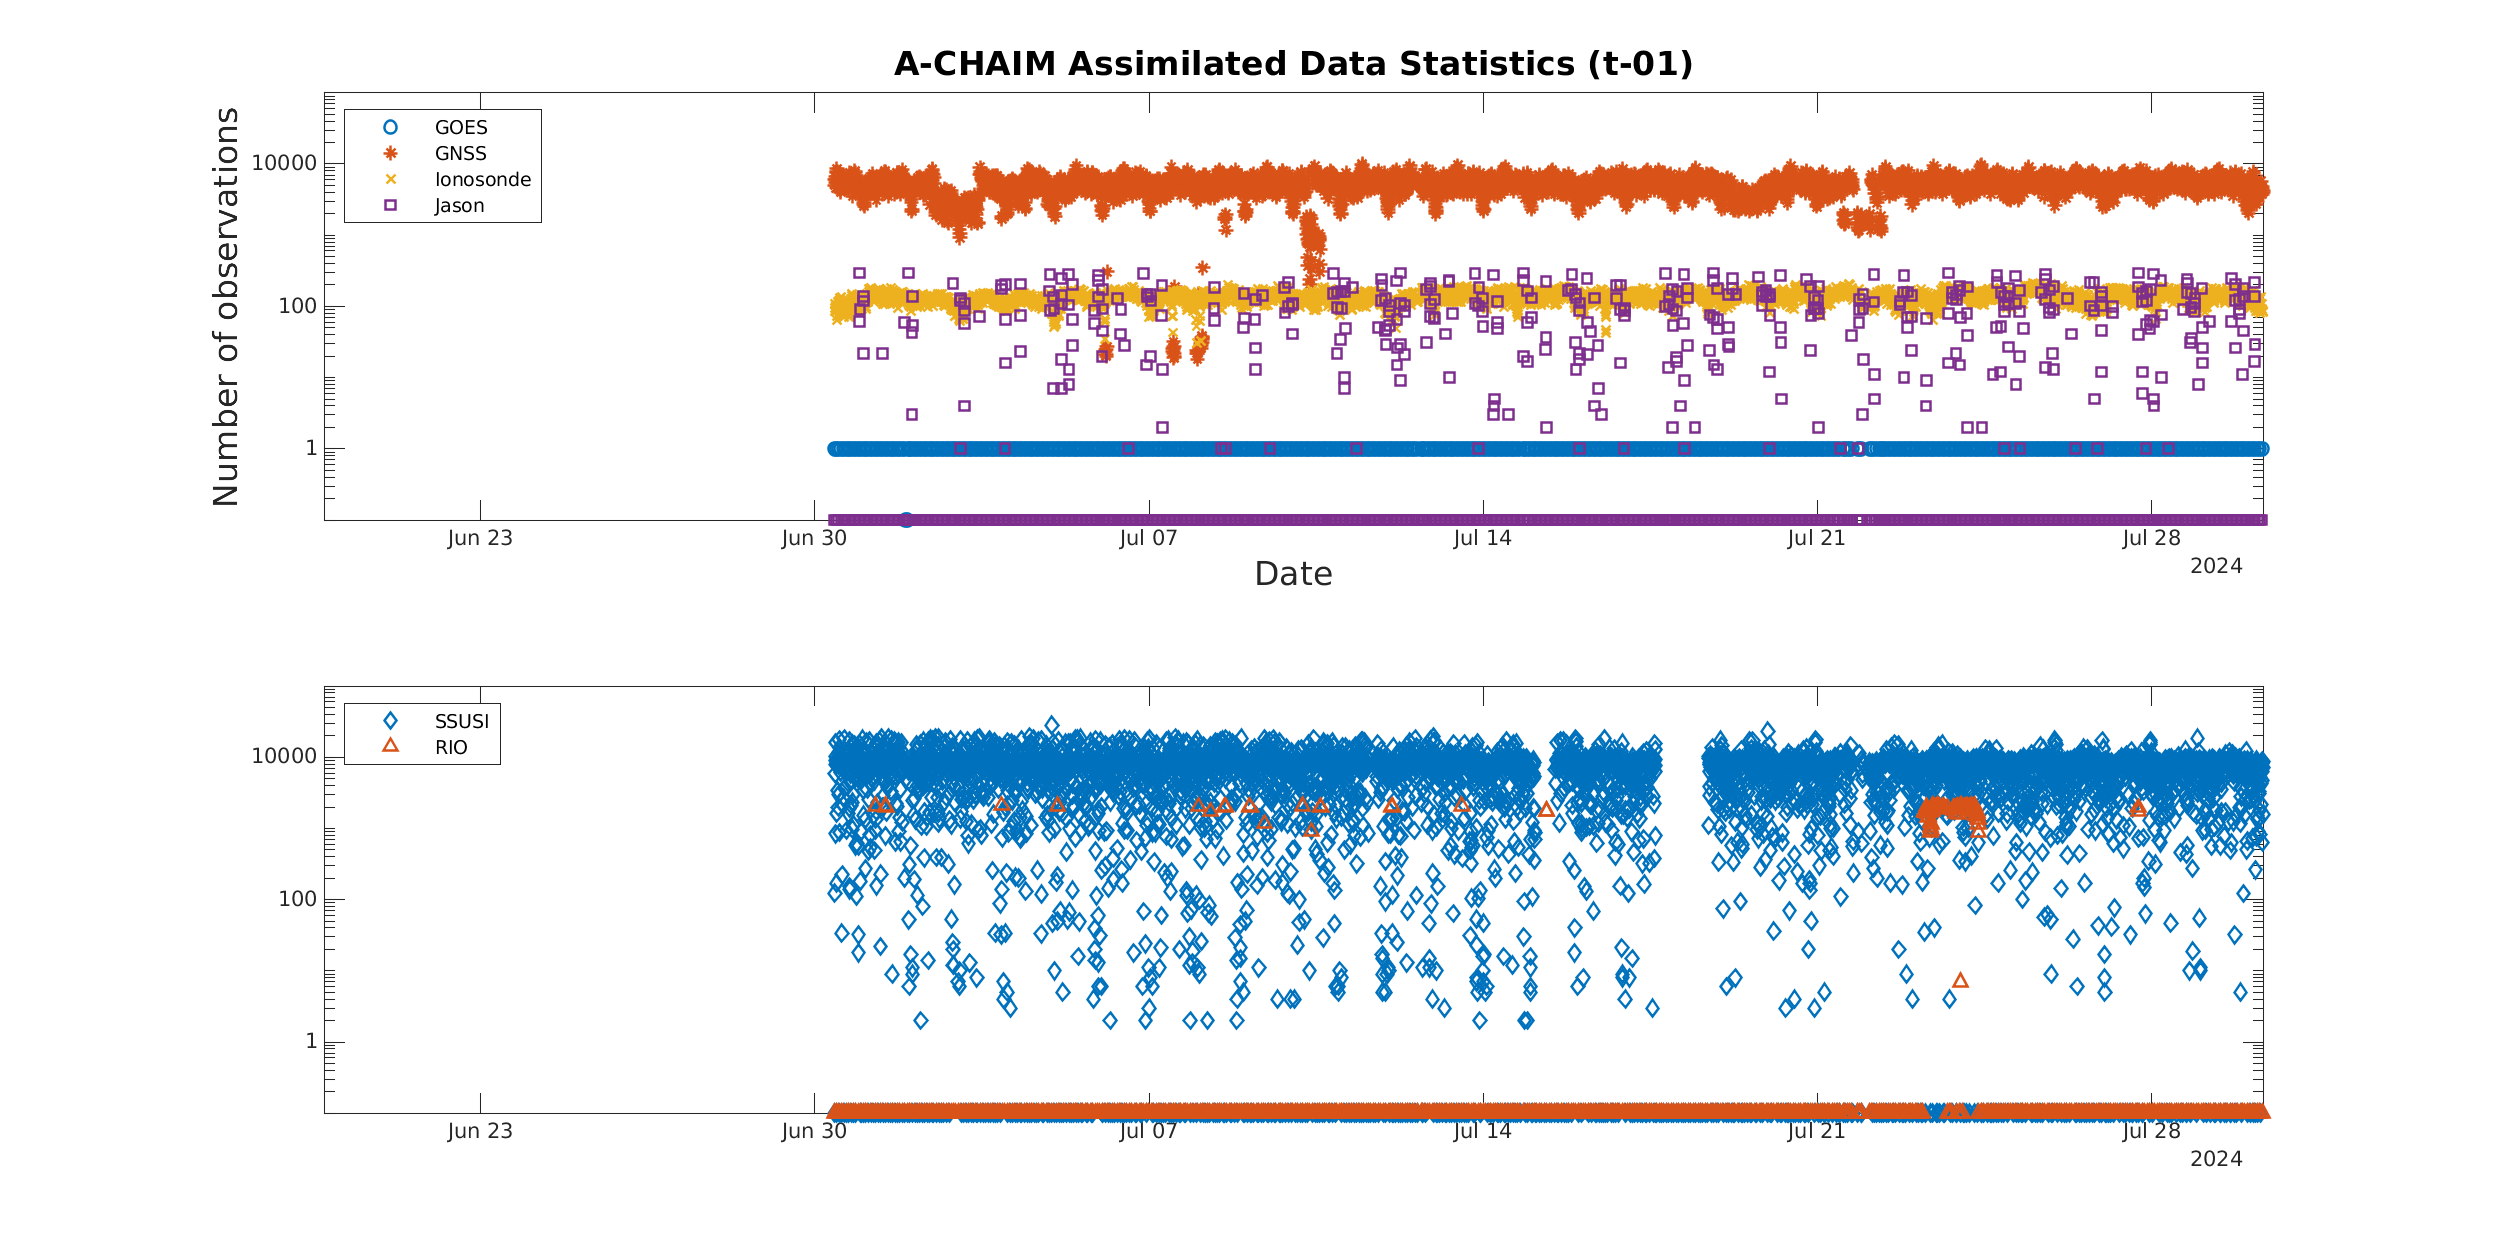 A-CHAIM Assimilated Data Statistics (t-01)
Number of observations
10000
100
1
GOES
GNSS
Ionosonde
Jason
Jun 23
Jun 30
Jul 07
Jul 14
Jul 21
Jul 28
2024
Date
10000
100
1
SSUSI
RIO
Jun 23
Jun 30
Jul 07
Jul 14
Jul 21
Jul 28
2024